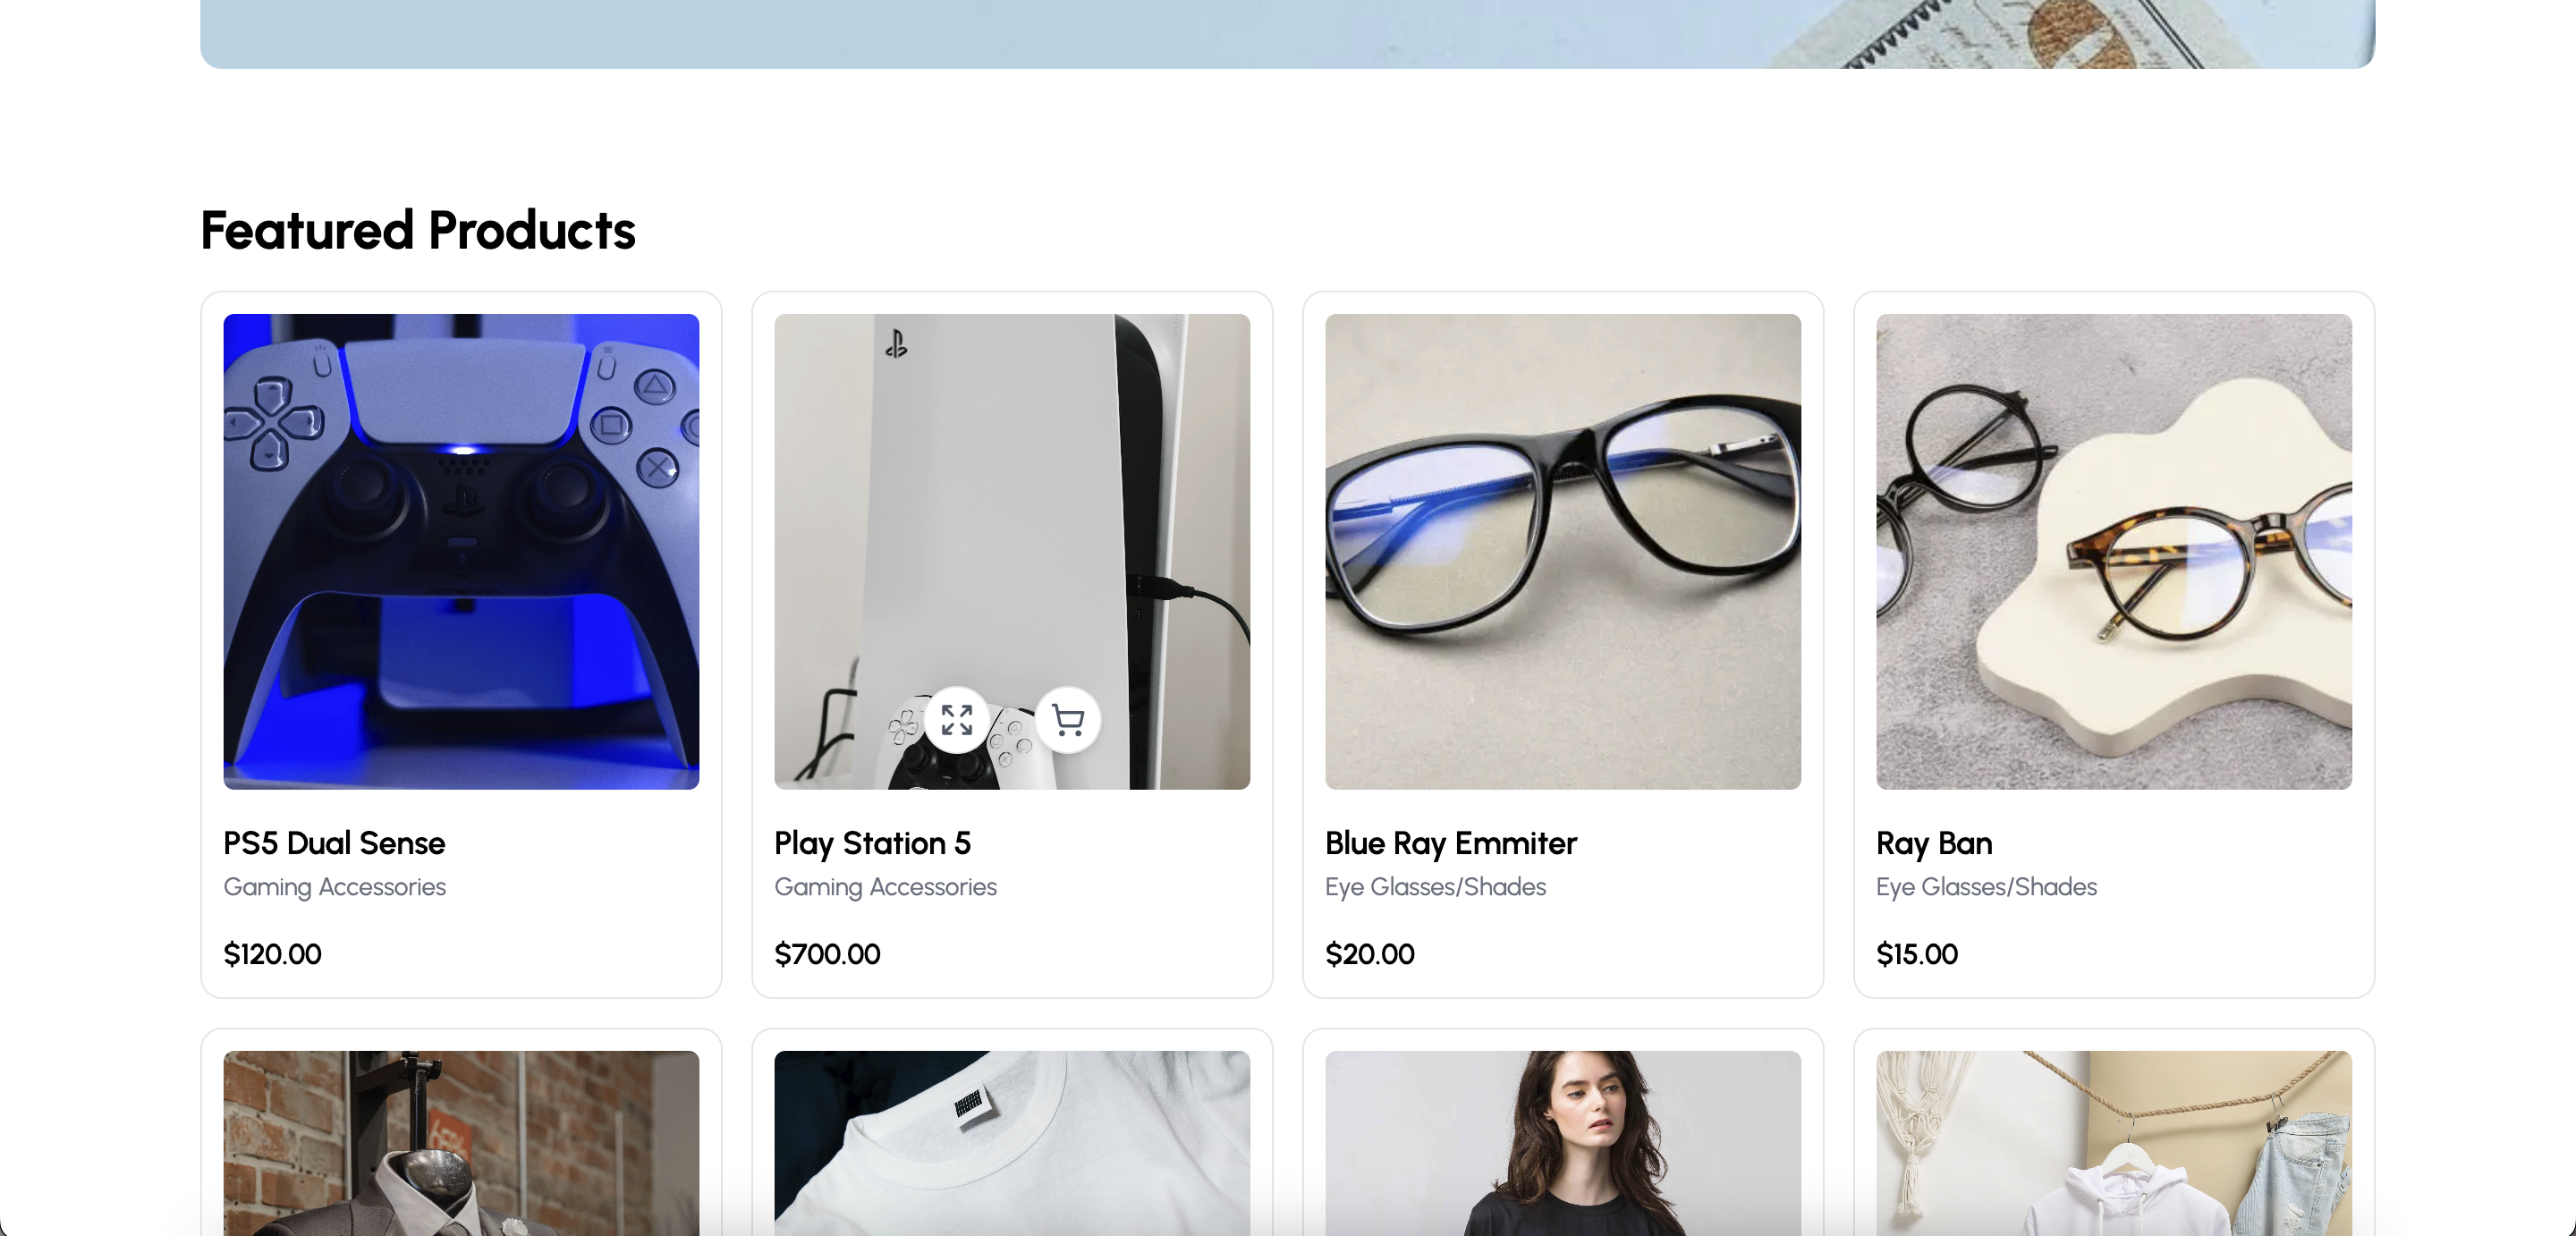 Featured Products
PS5 Dual Sense
Gaming Accessories
$120.00
Play Station 5
Gaming Accessories
$700.00
Blue Ray Emmiter
Eye Glasses/Shades
$20.00
Ray Ban
Eye Glasses/Shades
$15.00